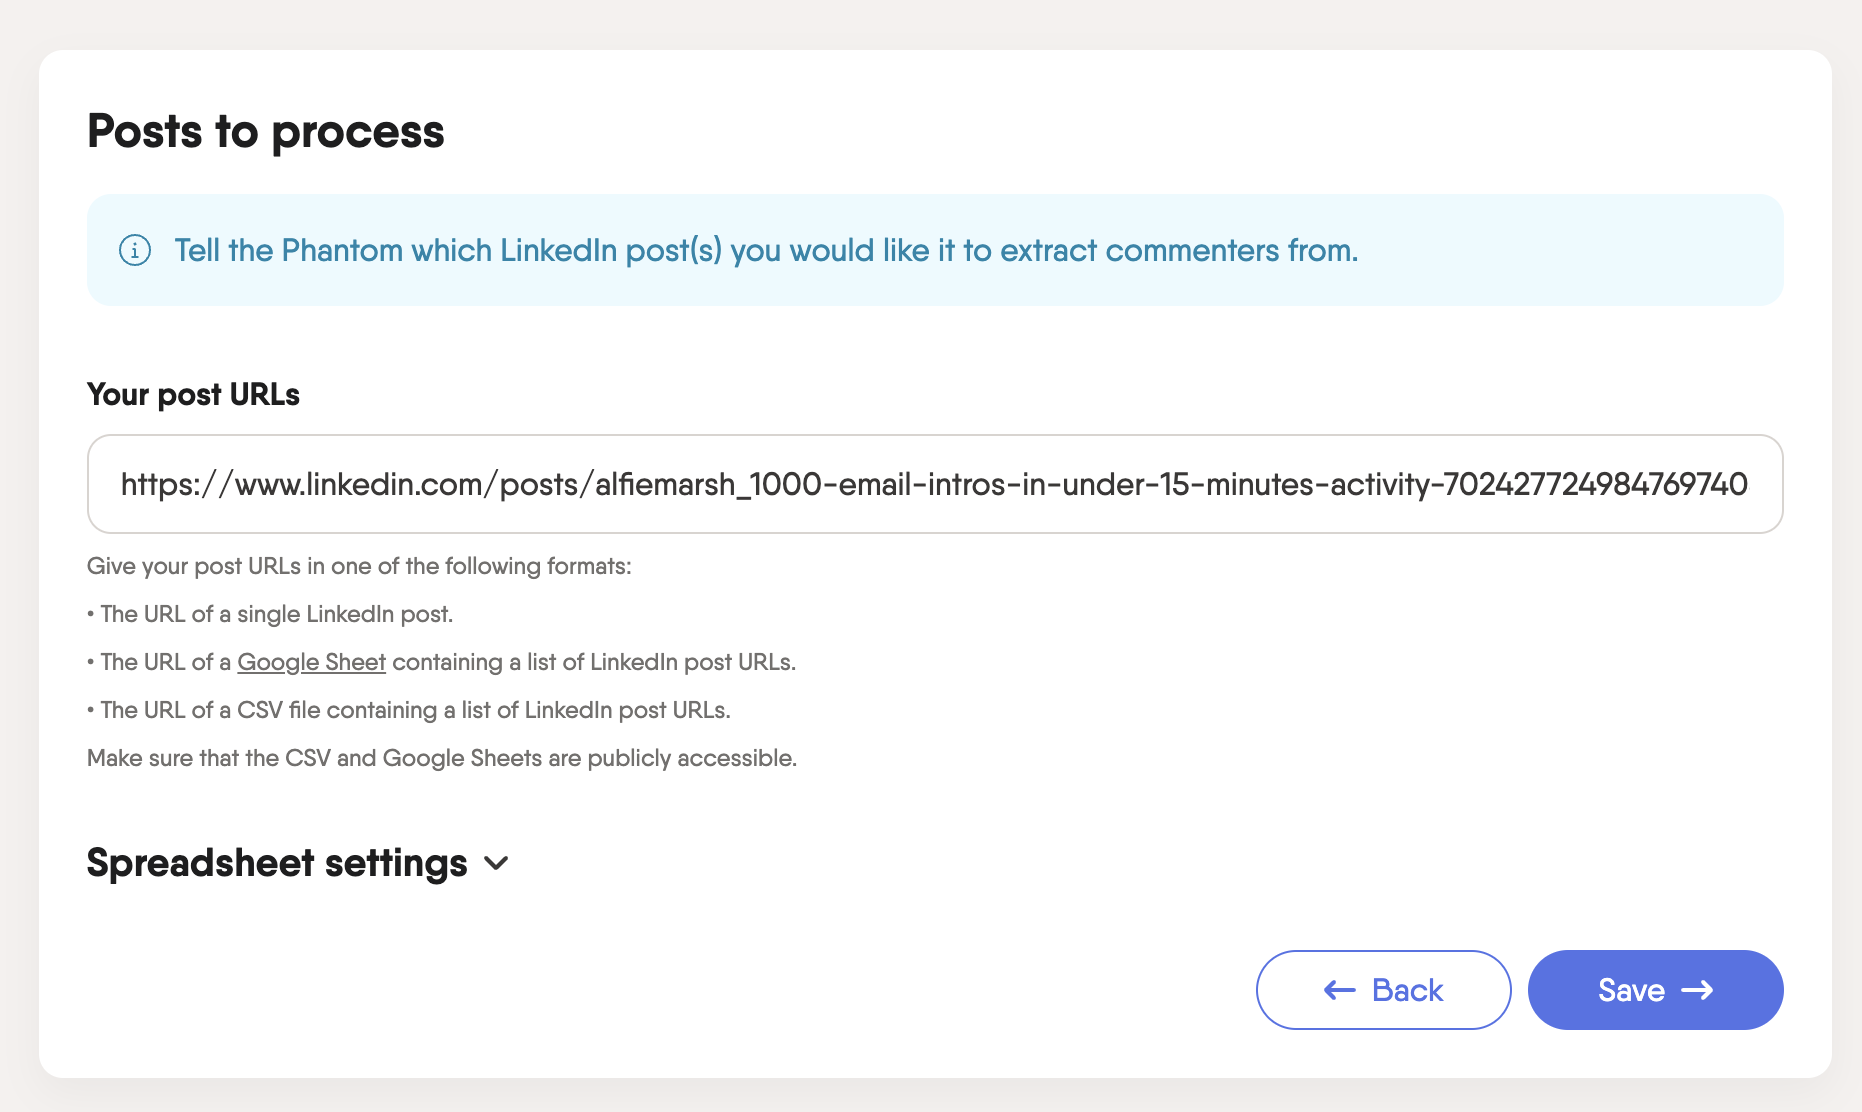 Posts to process
Tell the Phantom which LinkedIn post(s) you would like it to extract commenters from.
Your post URLs
https://www.linkedin.com/posts/alfiemarsh_1000-email-intros-in-under-15-minutes-activity-702427724984769740
Give your post URLs in one of the following formats:
• The URL of a single LinkedIn post.
• The URL of a Google Sheet containing a list of LinkedIn post URLs.
• The URL of a CSV file containing a list of LinkedIn post URLs.
Make sure that the CSV and Google Sheets are publicly accessible.
Spreadsheet settings
← Back
Save →